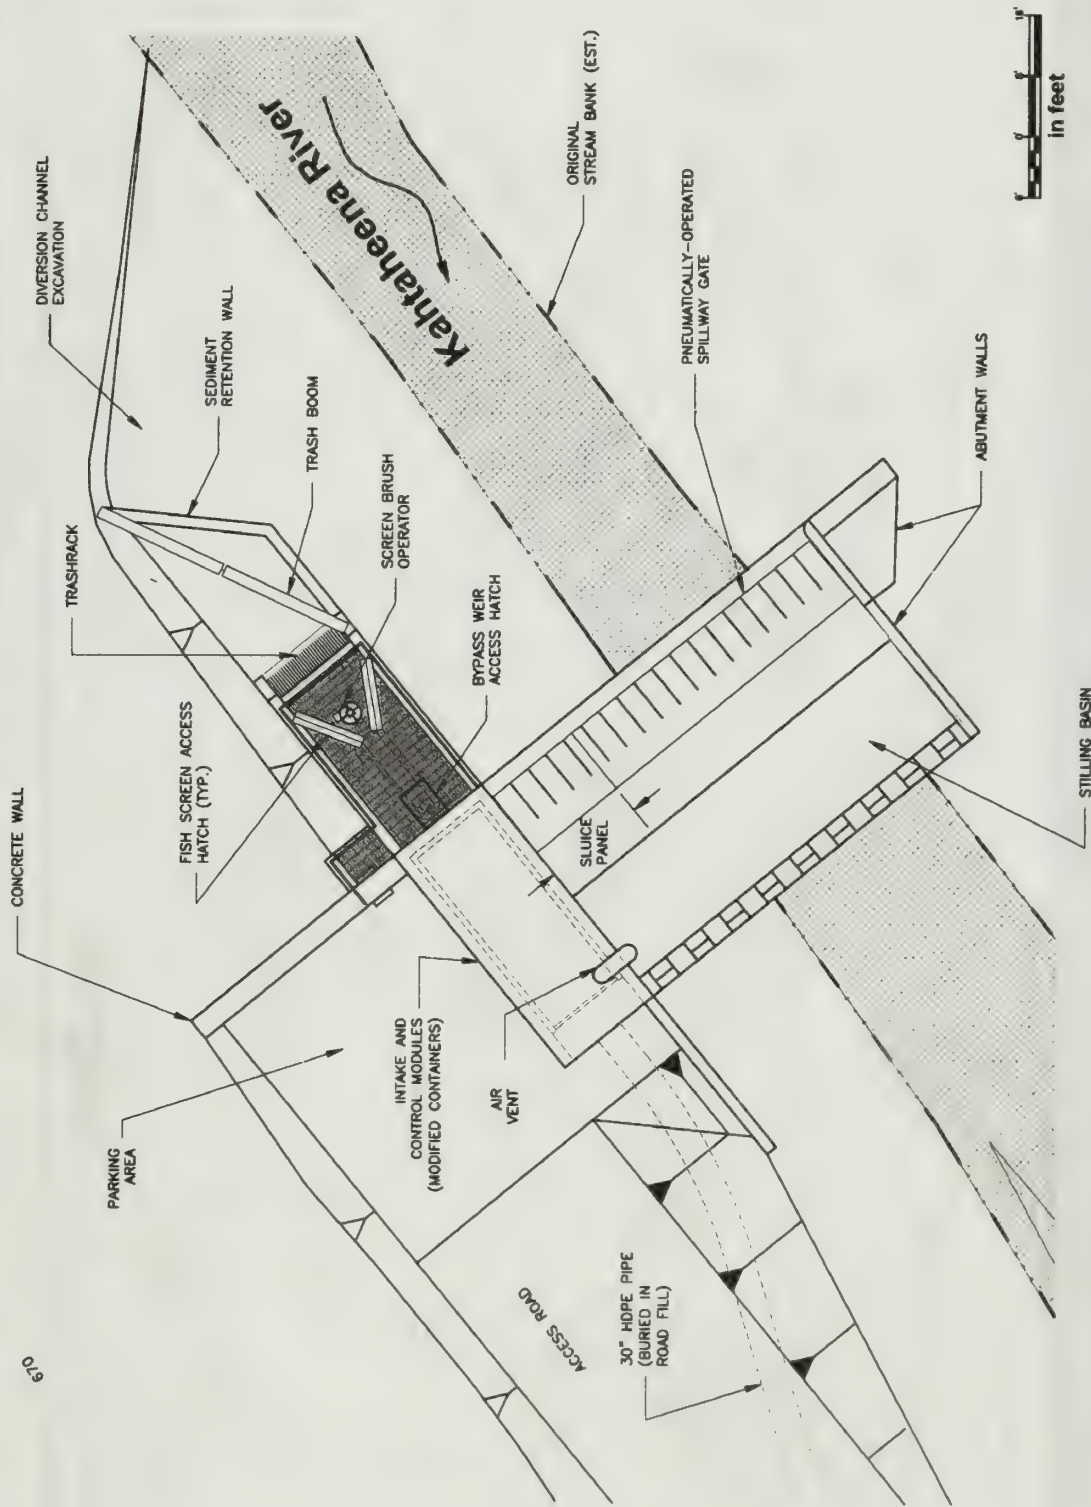 670
CONCRETE WALL
DIVERSION CHANNEL
EXCAVATION
TRASHRACK
PARKING
AREA
FISH SCREEN ACCESS
HATCH (TYP.)
SEDIMENT
RETENTION WALL
TRASH BOOM
SCREEN BRUSH
OPERATOR
Kahtaheena River
INTAKE AND
CONTROL MODULES
(MODIFIED CONTAINERS)
BYPASS WEIR
ACCESS HATCH
AIR
VENT
ACCESS ROAD
ORIGINAL
STREAM BANK (EST.)
SLUICE
PANEL
30" HDPE PIPE
(BURIED IN
ROAD FILL)
PNEUMATICALLY-OPERATED
SPILLWAY GATE
ABUTMENT WALLS
STILLING BASIN
in feet